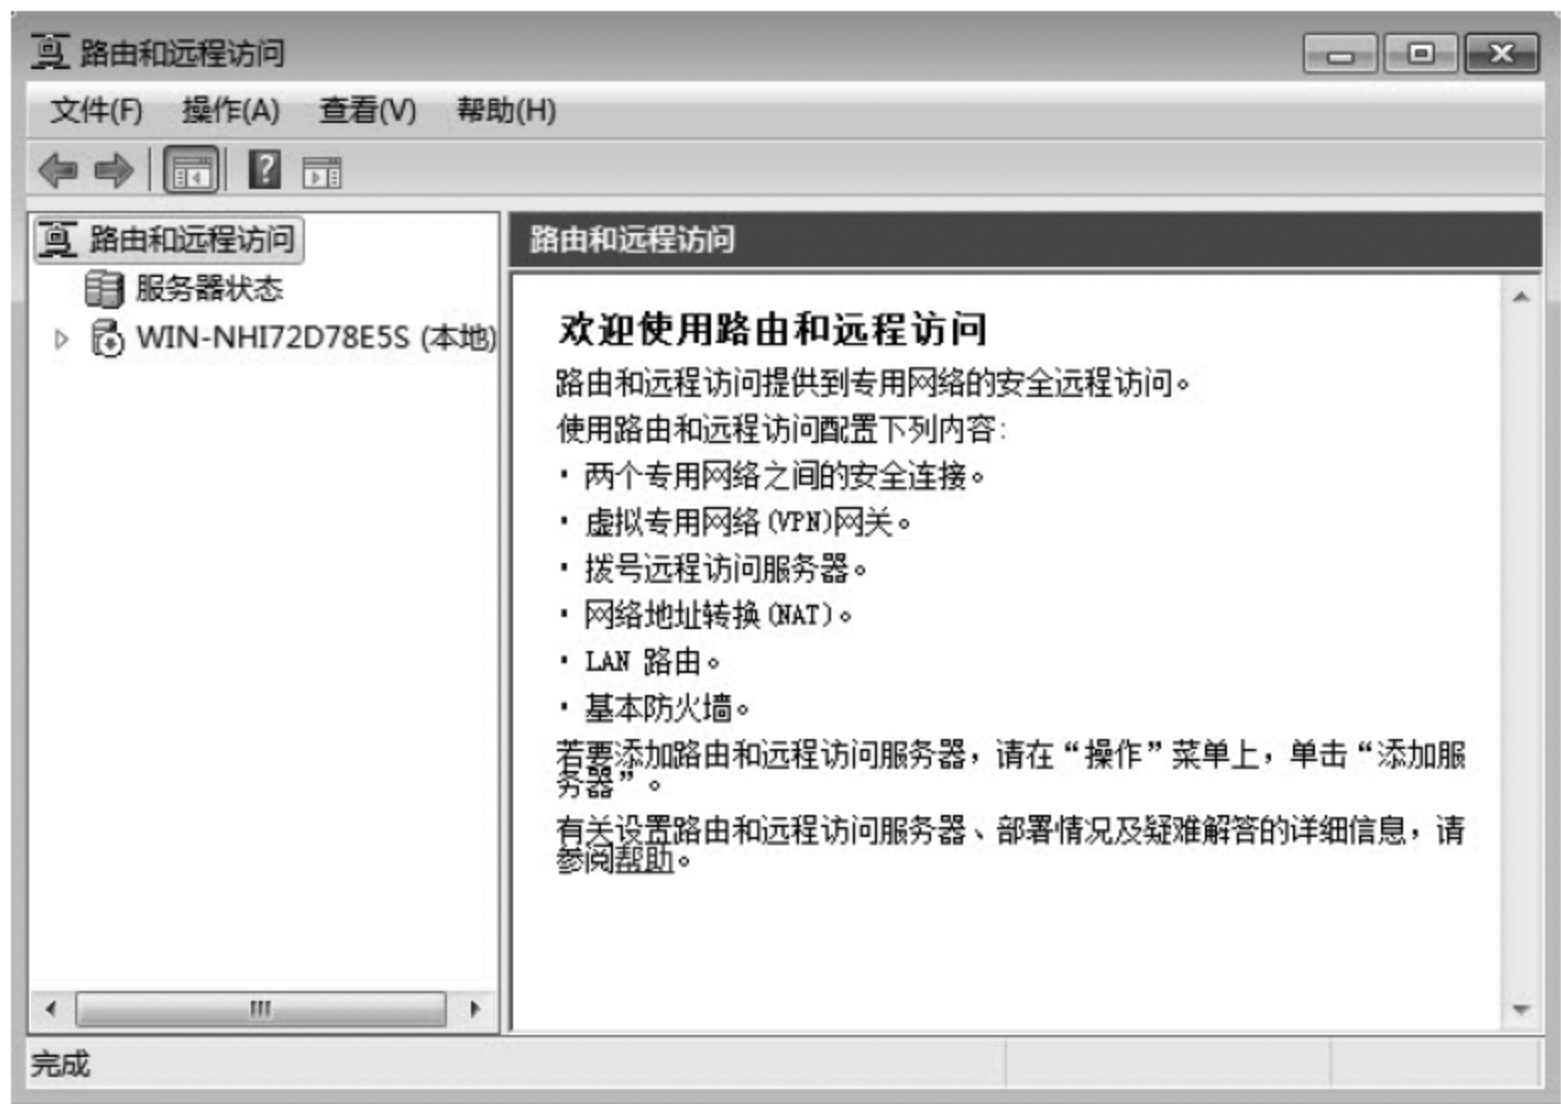 路由和远程访问
文件(F) 操作(A) 查看(V) 帮助(H)
路由和远程访问
服务器状态
WIN-NHI72D78E5S (本地)
路由和远程访问
欢迎使用路由和远程访问
路由和远程访问提供到专用网络的安全远程访问。
使用路由和远程访问配置下列内容:
· 两个专用网络之间的安全连接。
· 虚拟专用网络(VPN)网关。
· 拨号远程访问服务器。
· 网络地址转换(NAT)。
· LAN 路由。
· 基本防火墙。
若要添加路由和远程访问服务器，请在“操作”菜单上，单击“添加服
务器”。
有关设置路由和远程访问服务器、部署情况及疑难解答的详细信息，请
参阅帮助。
完成